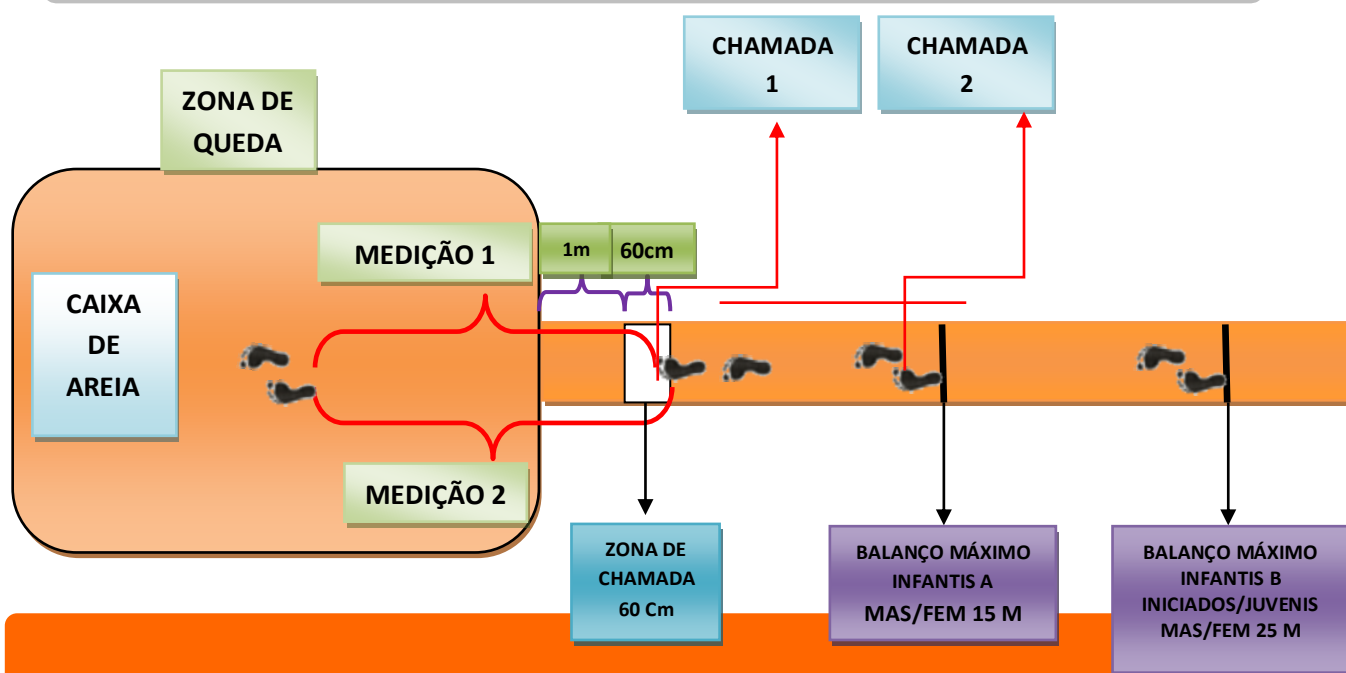 CHAMADA
1
CHAMADA
2
ZONA DE
QUEDA
MEDIÇÃO 1
1m
60cm
CAIXA
DE
AREIA
MEDIÇÃO 2
ZONA DE
CHAMADA
60 Cm
BALANÇO MÁXIMO
INFANTIS A
MAS/FEM 15 M
BALANÇO MÁXIMO
INFANTIS B
INICIADOS/JUVENIS
MAS/FEM 25 M